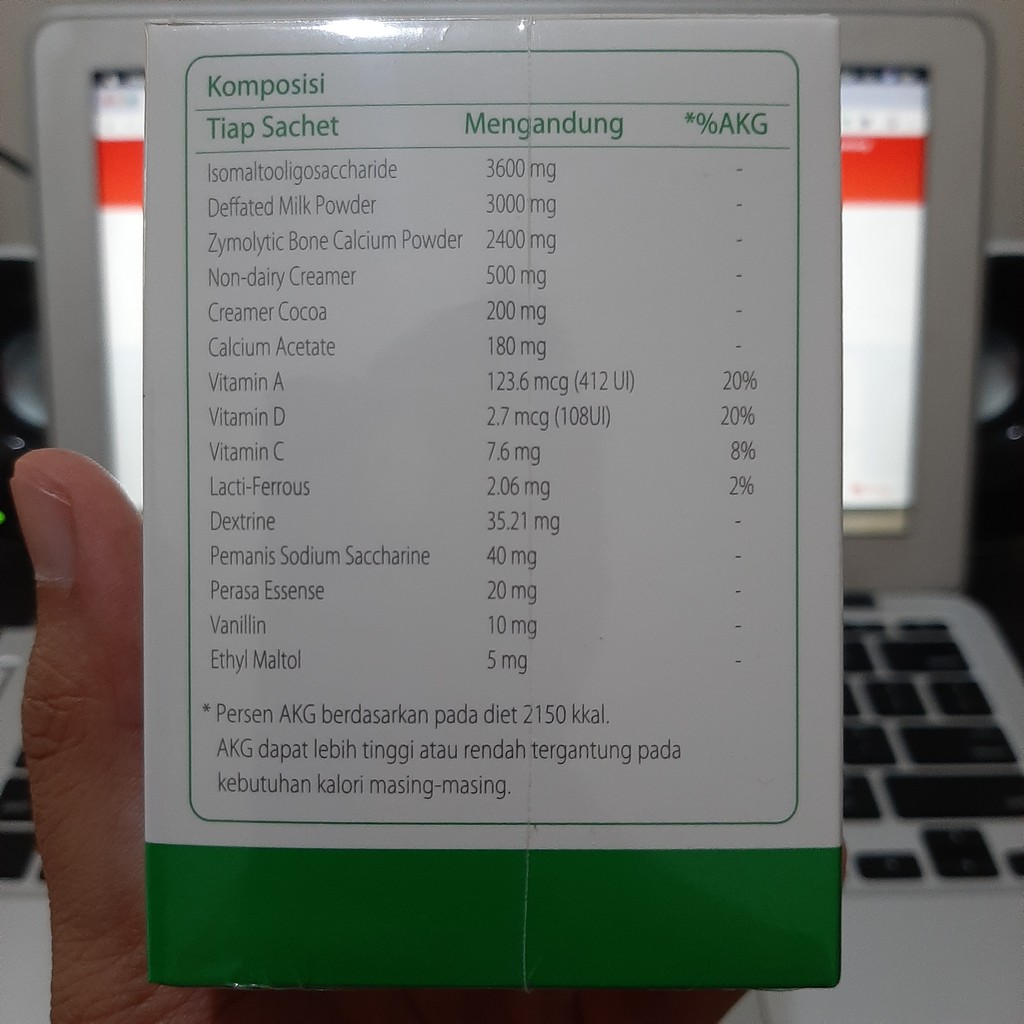 Komposisi
Tiap Sachet Mengandung *%AKG
Isomaltooligosaccharide 3600 mg -
Deffated Milk Powder 3000 mg -
Zymolytic Bone Calcium Powder 2400 mg -
Non-dairy Creamer 500 mg -
Creamer Cocoa 200 mg -
Calcium Acetate 180 mg -
Vitamin A 123.6 mcg (412 UI) 20%
Vitamin D 2.7 mcg (108UI) 20%
Vitamin C 7.6 mg 8%
Lacti-Ferrous 2.06 mg 2%
Dextrine 35.21 mg -
Pemanis Sodium Saccharine 40 mg -
Perasa Essense 20 mg -
Vanillin 10 mg -
Ethyl Maltol 5 mg -
* Persen AKG berdasarkan pada diet 2150 kkal.
AKG dapat lebih tinggi atau rendah tergantung pada
kebutuhan kalori masing-masing.